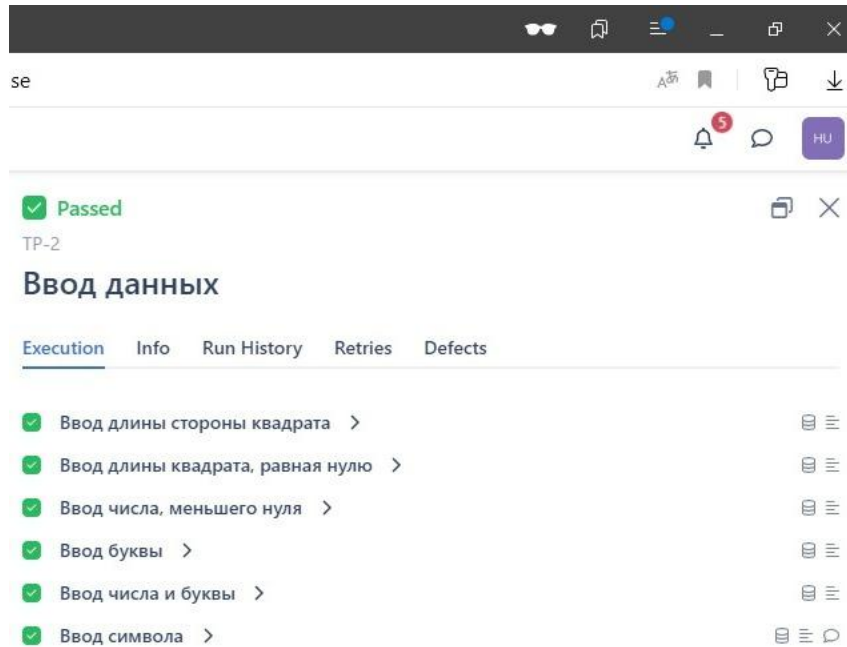 se
5
HU
Passed
TP-2
Ввод данных
Execution Info Run History Retries Defects
Ввод длины стороны квадрата
Ввод длины квадрата, равная нулю
Ввод числа, меньшего нуля
Ввод буквы
Ввод числа и буквы
Ввод символа